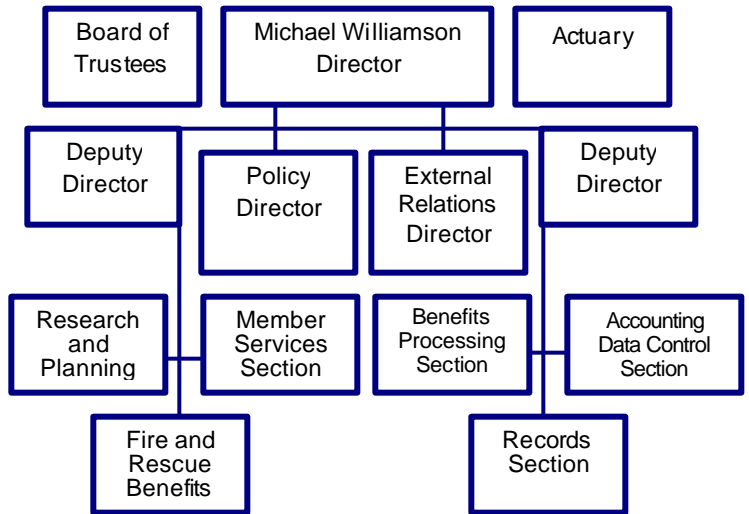 Board of
Trustees
Michael Williamson
Director
Actuary
Deputy
Director
Policy
Director
External
Relations
Director
Deputy
Director
Research
and
Planning
Member
Services
Section
Benefits
Processing
Section
Accounting
Data Control
Section
Fire and
Rescue
Benefits
Records
Section